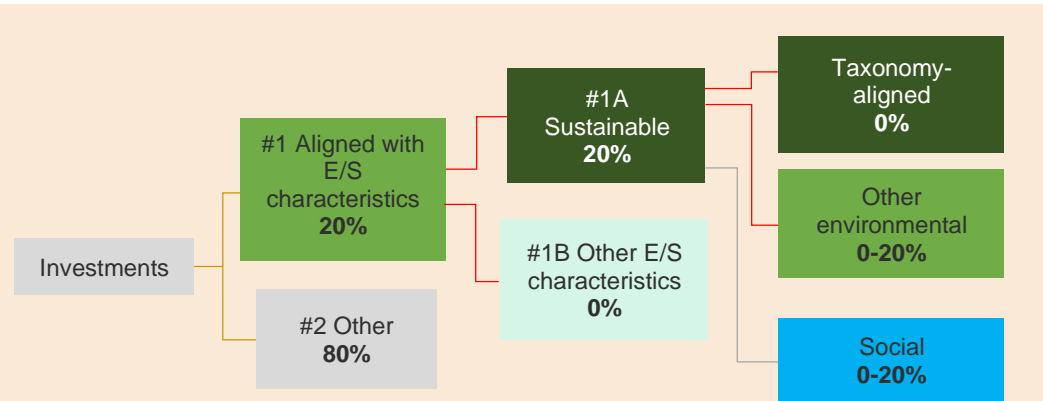 Investments
#1 Aligned with
E/S
characteristics
20%
#2 Other
80%
#1A
Sustainable
20%
#1B Other E/S
characteristics
0%
Taxonomy-
aligned
0%
Other
environmental
0-20%
Social
0-20%